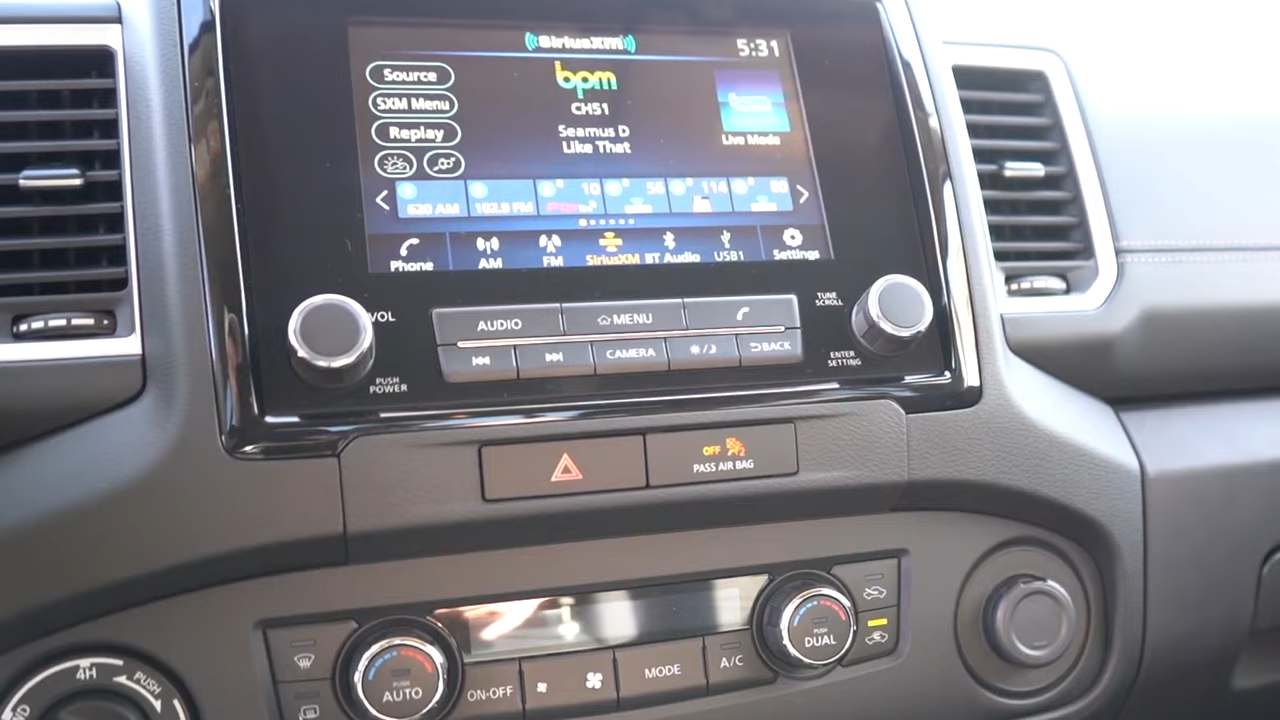 SiriusXM
5:31
Source
bpm
SXM Menu
CH51
Replay
Seamus D
Like That
Live Mode
620 AM
102.9 FM
10
56
114
Phone
AM
FM
SiriusXM
BT Audio
USB1
Settings
VOL
AUDIO
MENU
TUNE
SCROLL
CAMERA
BACK
PUSH
POWER
ENTER
SETTING
OFF
2
PASS AIR BAG
4H
PUSH
PUSH
AUTO
ON•OFF
MODE
A/C
PUSH
DUAL